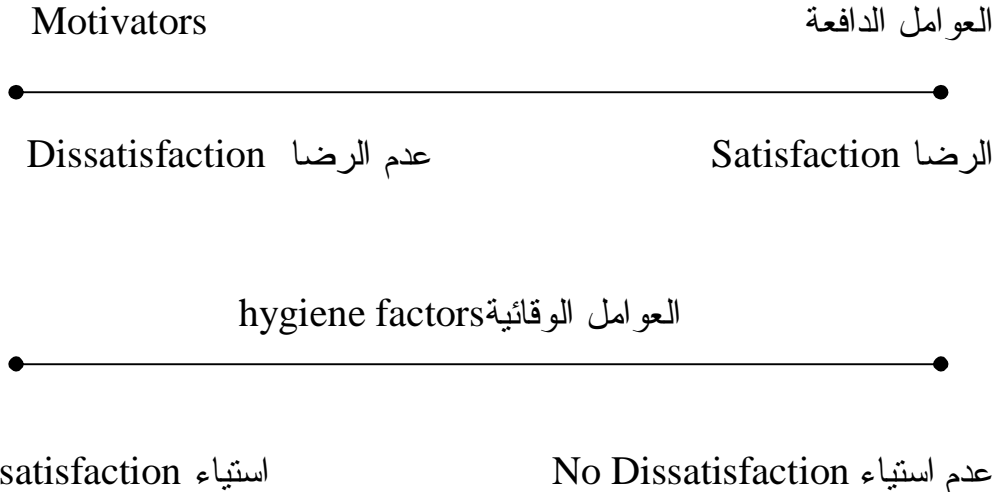 العوامل الدافعة Motivators
الرضا Satisfaction عدم الرضا Dissatisfaction
العوامل الوقائيةhygiene factors
عدم استياء No Dissatisfaction استياء satisfaction